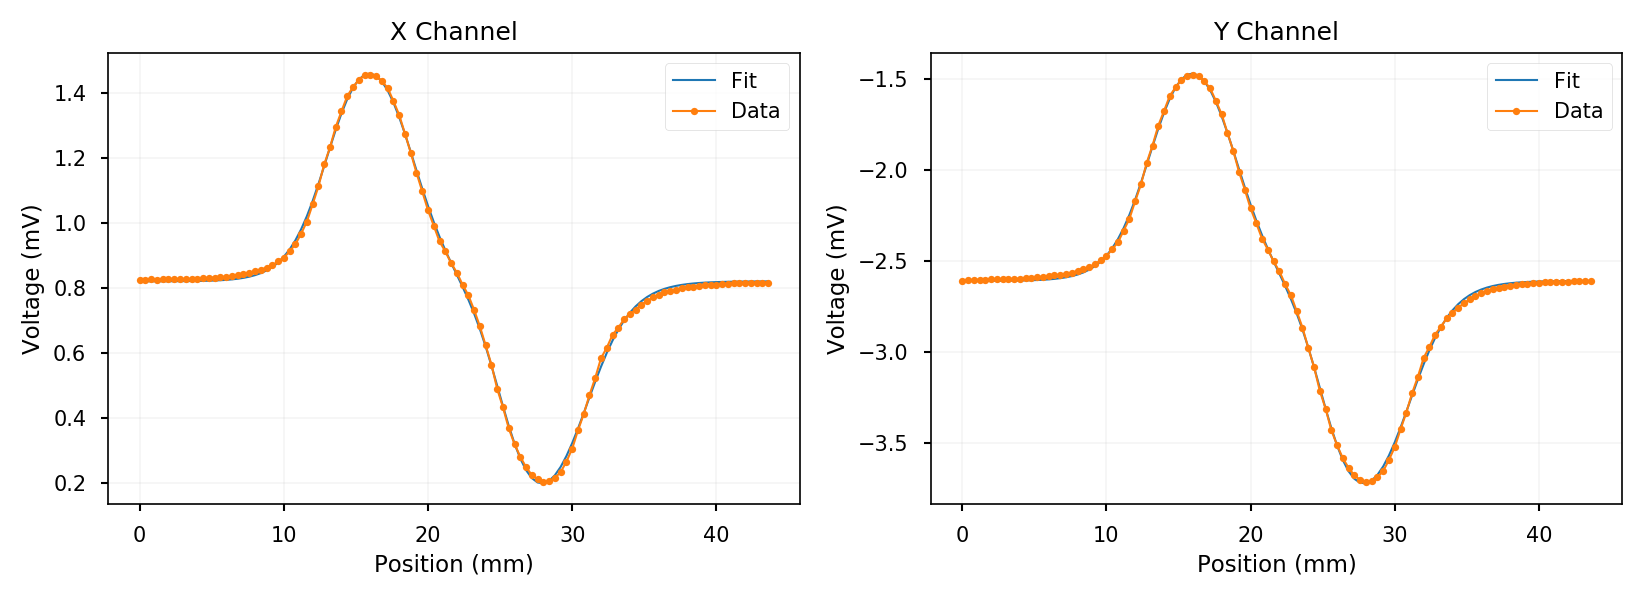 X Channel
Fit
Data
1.4
1.2
1.0
0.8
0.6
0.4
0.2
Voltage (mV)
0 10 20 30 40
Position (mm)
Y Channel
Fit
Data
−1.5
−2.0
−2.5
−3.0
−3.5
Voltage (mV)
0 10 20 30 40
Position (mm)